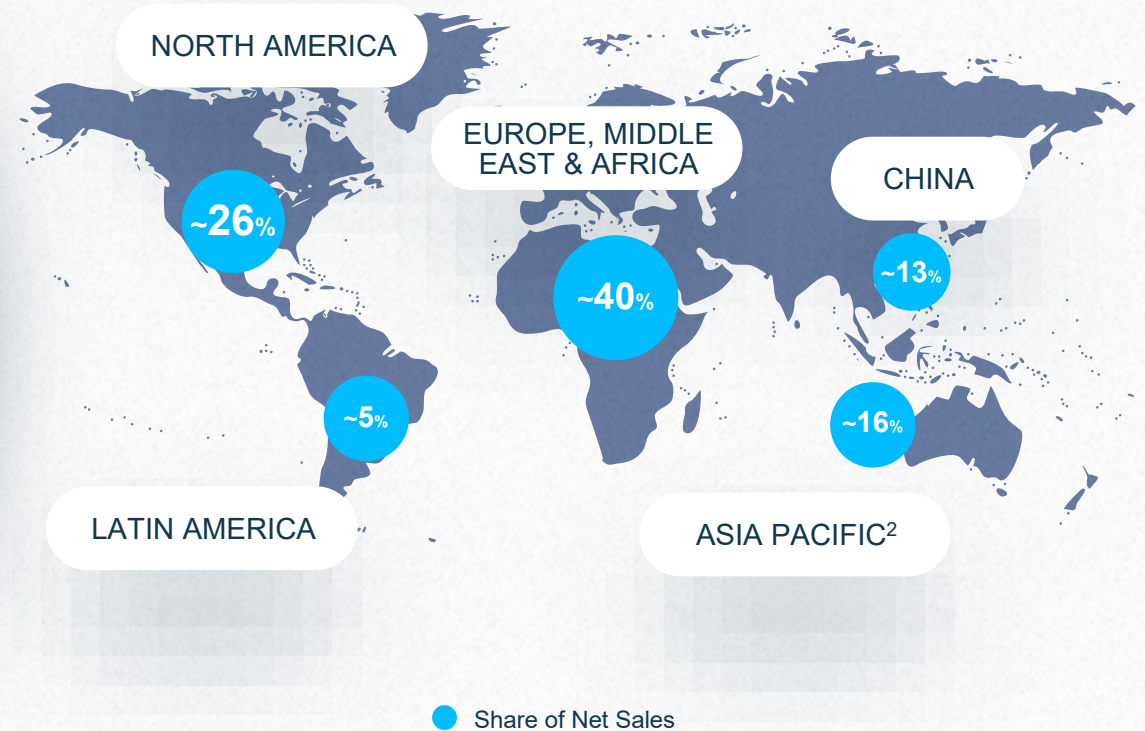 NORTH AMERICA
~26%
EUROPE, MIDDLE
EAST & AFRICA
~40%
CHINA
~13%
~5%
LATIN AMERICA
~16%
ASIA PACIFIC²
Share of Net Sales